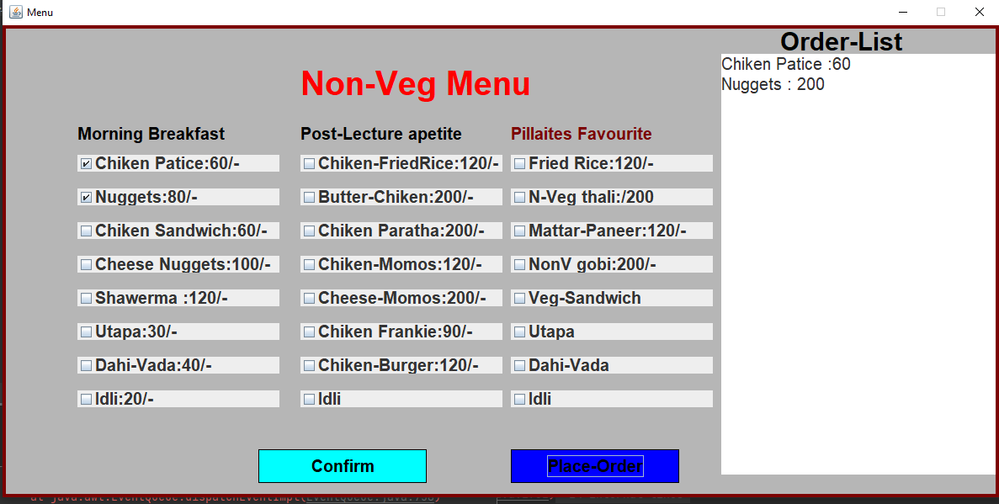 Menu
Order-List
Chiken Patice :60
Nuggets : 200
Non-Veg Menu
Morning Breakfast
Chiken Patice:60/-
Nuggets:80/-
Chiken Sandwich:60/-
Cheese Nuggets:100/-
Shawerma :120/-
Utapa:30/-
Dahi-Vada:40/-
Idli:20/-
Post-Lecture apetite
Chiken-FriedRice:120/-
Butter-Chiken:200/-
Chiken Paratha:200/-
Chiken-Momos:120/-
Cheese-Momos:200/-
Chiken Frankie:90/-
Chiken-Burger:120/-
Idli
Pillaites Favourite
Fried Rice:120/-
N-Veg thali:/200
Mattar-Paneer:120/-
NonV gobi:200/-
Veg-Sandwich
Utapa
Dahi-Vada
Idli
Confirm
Place-Order